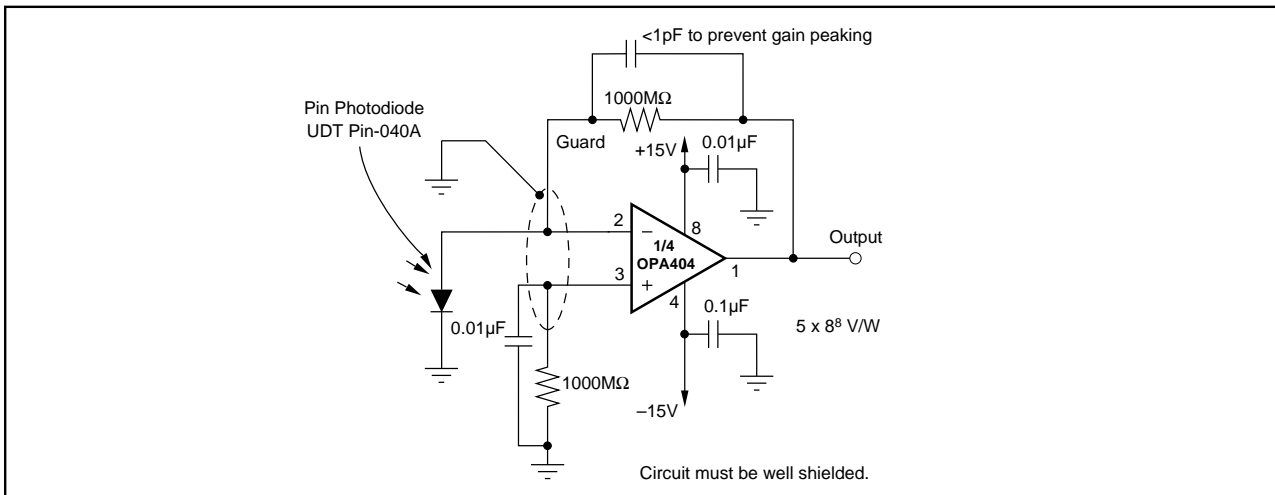 <1pF to prevent gain peaking
1000MΩ
Pin Photodiode
UDT Pin-040A
Guard
+15V
0.01µF
2
–
8
1/4
OPA404
Output
3
+
1
4
0.01µF
0.1µF
5 x 8⁸ V/W
1000MΩ
–15V
Circuit must be well shielded.